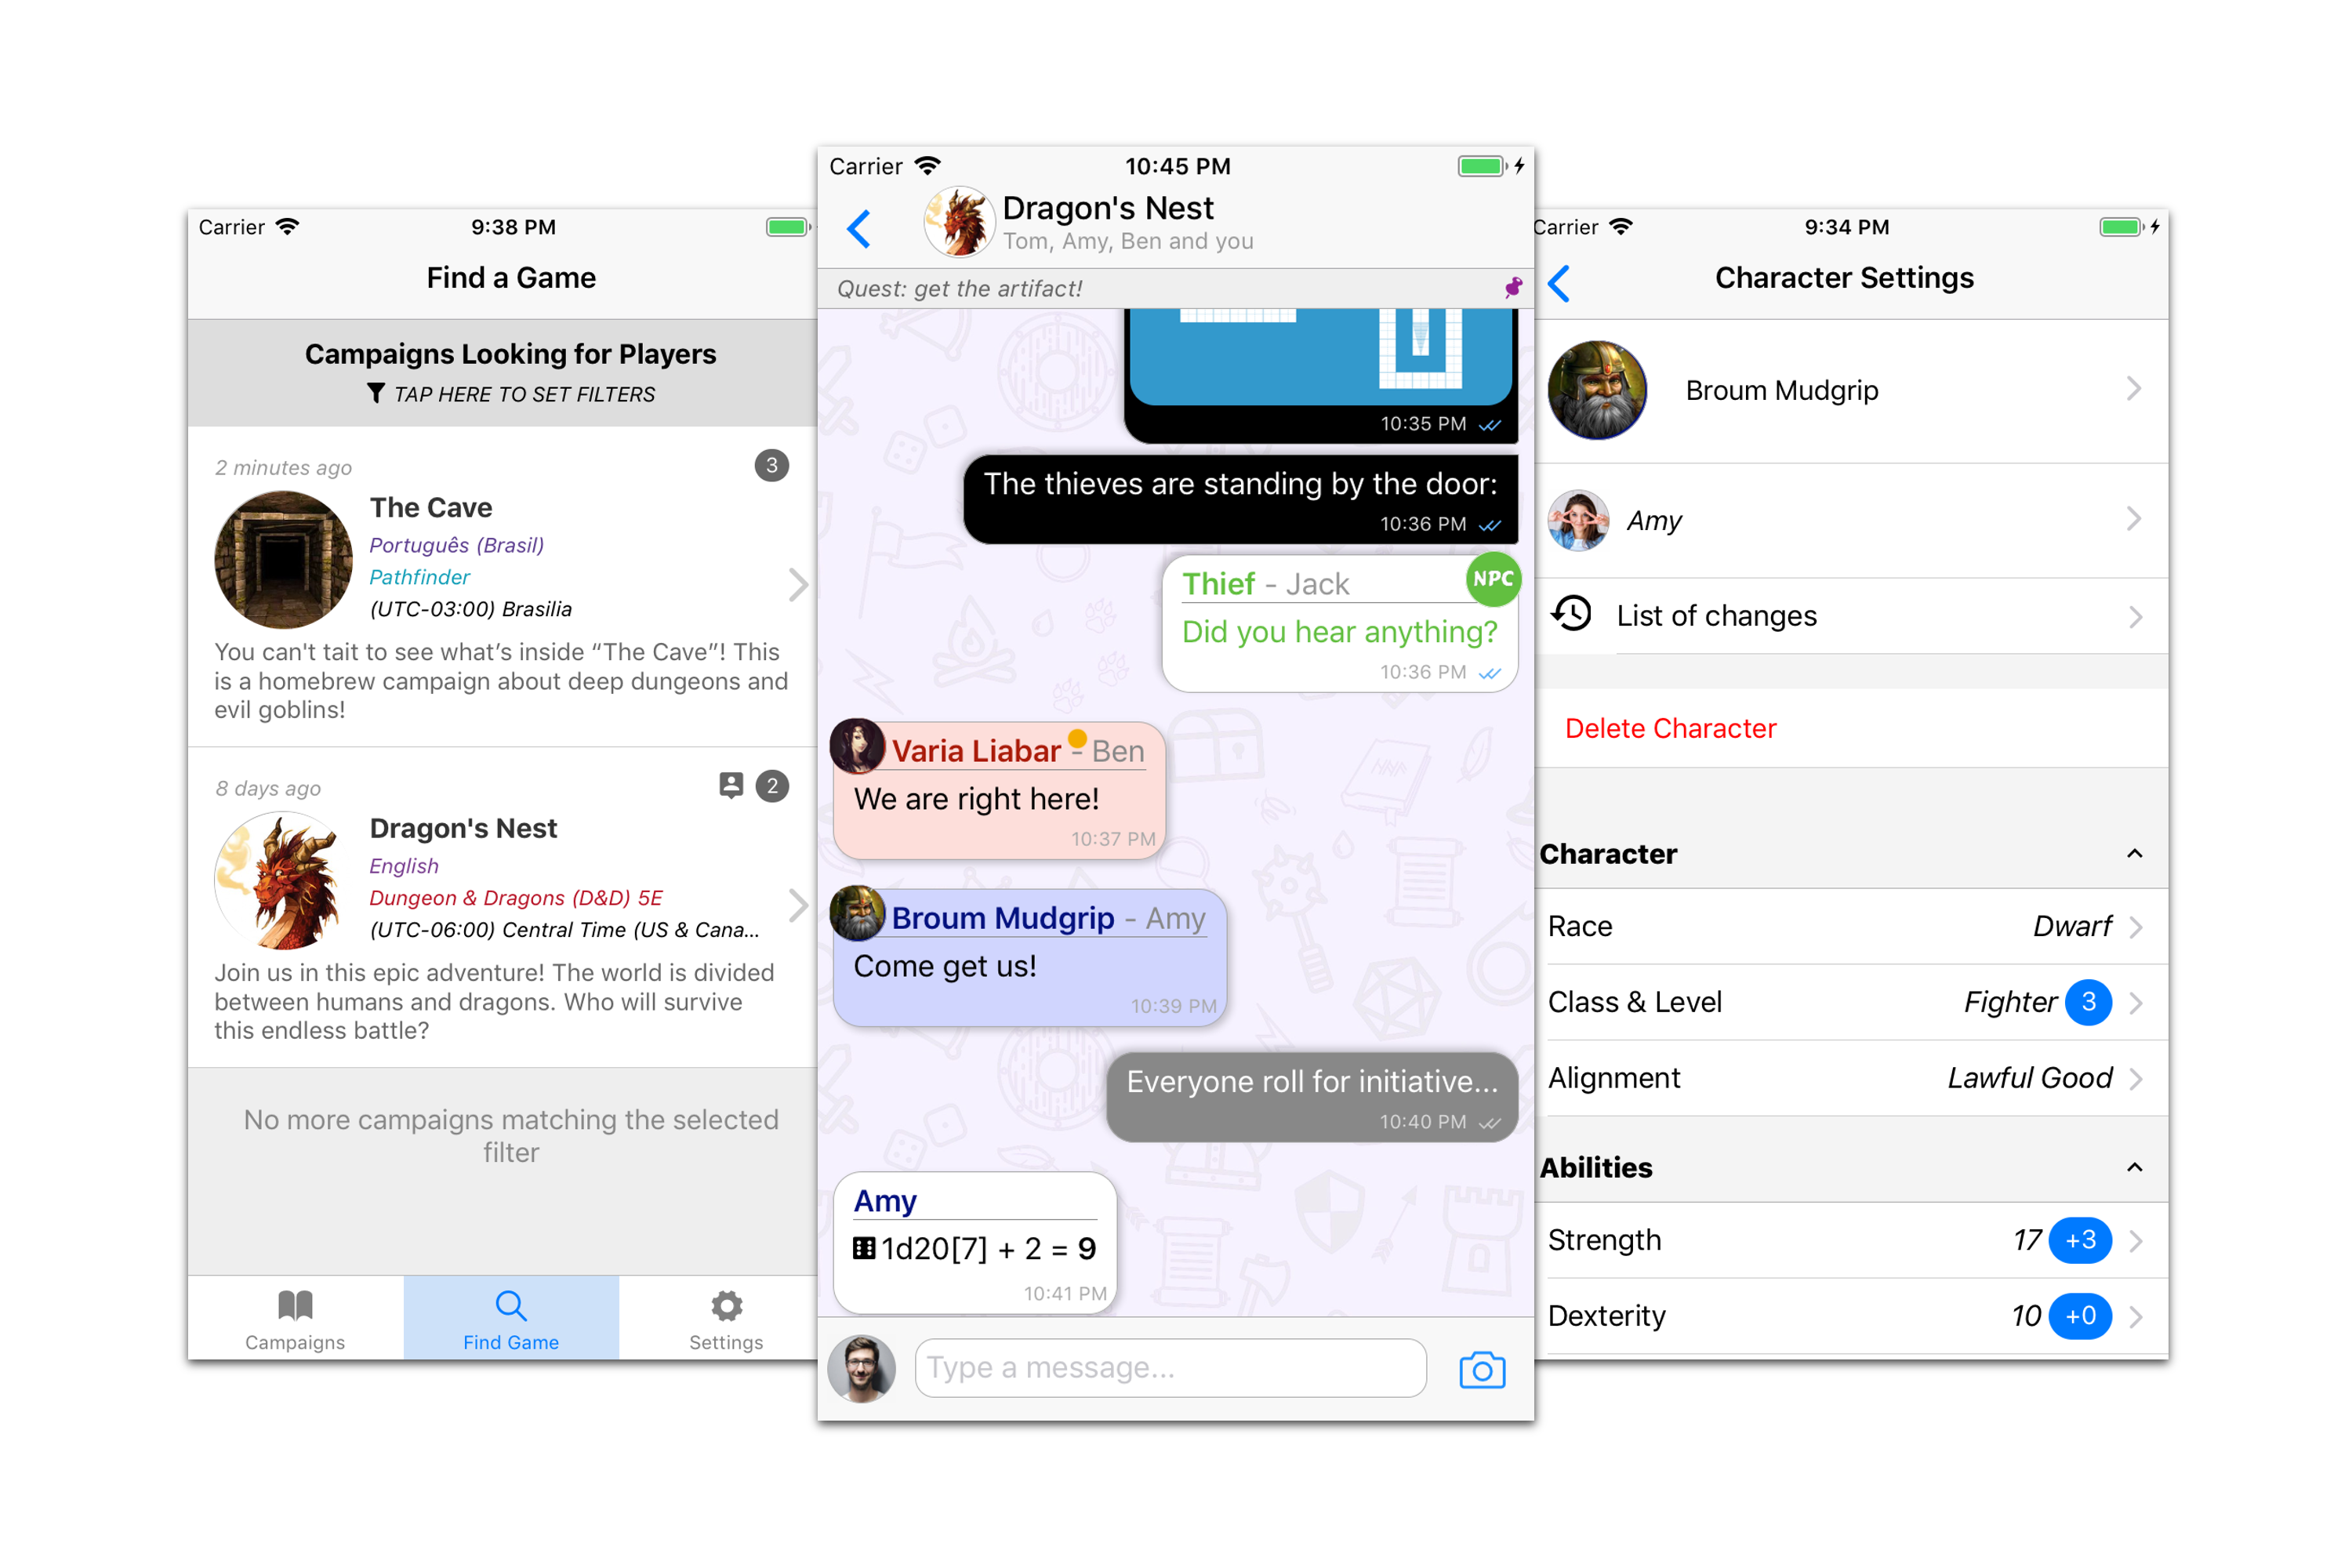 Carrier
9:38 PM
Find a Game
Campaigns Looking for Players
TAP HERE TO SET FILTERS
2 minutes ago
3
The Cave
Português (Brasil)
Pathfinder
(UTC-03:00) Brasilia
You can't tait to see what’s inside “The Cave”! This
is a homebrew campaign about deep dungeons and
evil goblins!
8 days ago
2
Dragon's Nest
English
Dungeon & Dragons (D&D) 5E
(UTC-06:00) Central Time (US & Cana...
Join us in this epic adventure! The world is divided
between humans and dragons. Who will survive
this endless battle?
No more campaigns matching the selected
filter
Campaigns
Find Game
Settings
Carrier
10:45 PM
Dragon's Nest
Tom, Amy, Ben and you
Quest: get the artifact!
10:35 PM
The thieves are standing by the door:
10:36 PM
Thief - Jack
NPC
Did you hear anything?
10:36 PM
Varia Liabar - Ben
We are right here!
10:37 PM
Broum Mudgrip - Amy
Come get us!
10:39 PM
Everyone roll for initiative...
10:40 PM
Amy
1d20[7] + 2 = 9
10:41 PM
Type a message...
Carrier
9:34 PM
Character Settings
Broum Mudgrip
Amy
List of changes
Delete Character
Character
Race
Dwarf
Class & Level
Fighter 3
Alignment
Lawful Good
Abilities
Strength
17 +3
Dexterity
10 +0